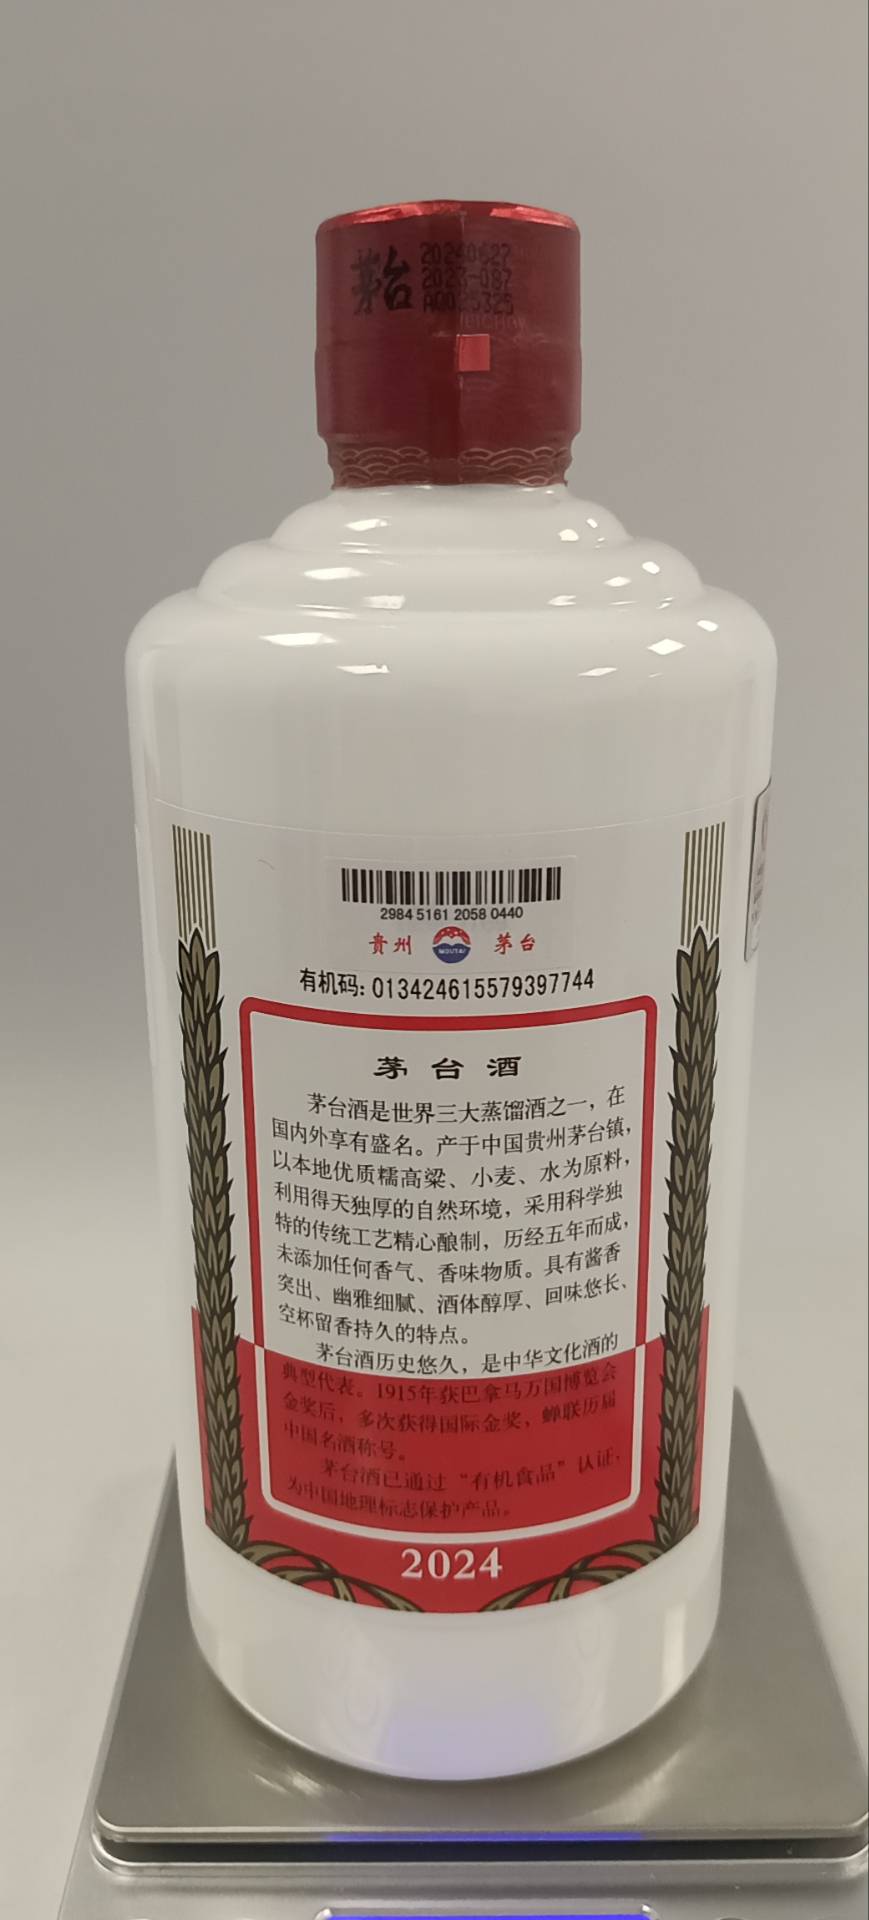 茅台
20240627
2023-087
A0025325
2984 5161 2058 0440
贵州 MOUTAI 茅台
有机码: 013424615579397744
茅台酒
茅台酒是世界三大蒸馏酒之一，在
国内外享有盛名。产于中国贵州茅台镇，
以本地优质糯高粱、小麦、水为原料，
利用得天独厚的自然环境，采用科学独
特的传统工艺精心酿制，历经五年而成，
未添加任何香气、香味物质。具有酱香
突出、幽雅细腻、酒体醇厚、回味悠长、
空杯留香持久的特点。
茅台酒历史悠久，是中华文化酒的
典型代表。1915年获巴拿马万国博览会
金奖后，多次获得国际金奖，蝉联历届
中国名酒称号。
茅台酒已通过“有机食品”认证，
为中国地理标志保护产品。
2024